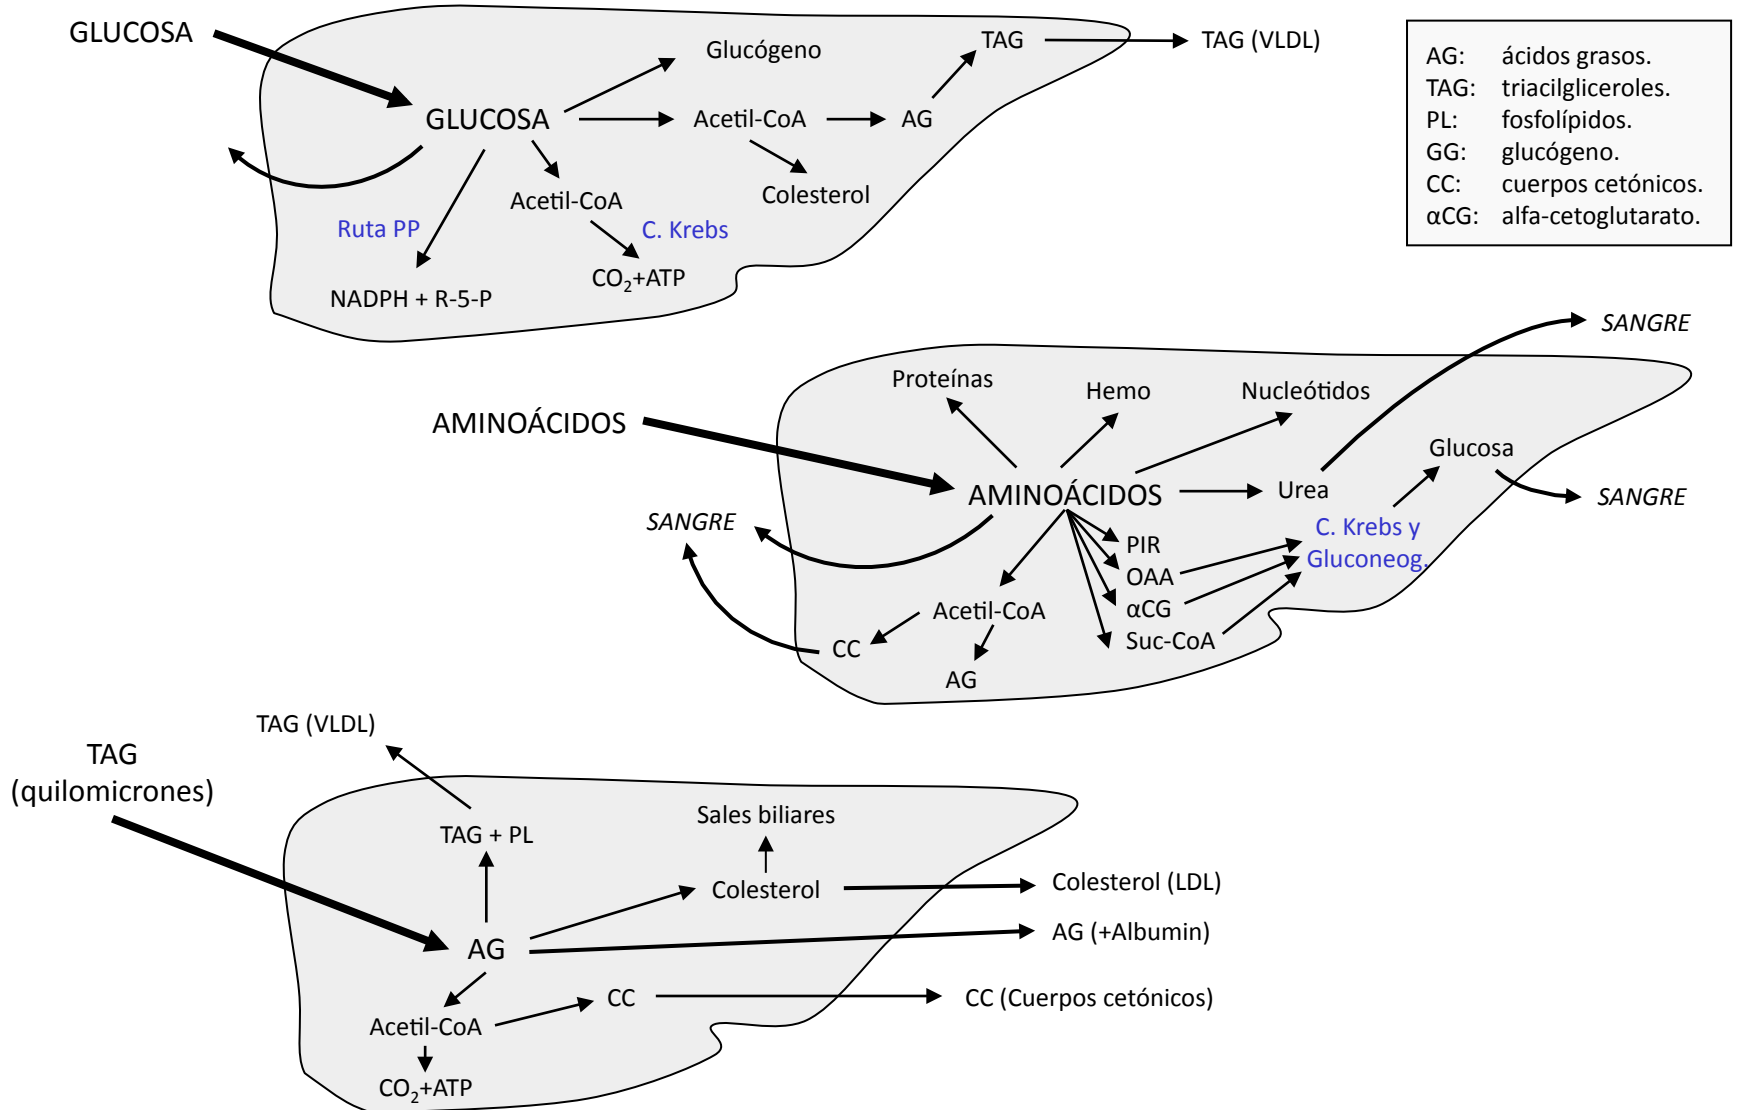 GLUCOSA
Glucógeno
TAG
TAG (VLDL)
GLUCOSA
Acetil-CoA
AG
Acetil-CoA
Colesterol
Ruta PP
C. Krebs
CO₂+ATP
NADPH + R-5-P
AG: ácidos grasos.
TAG: triacilgliceroles.
PL: fosfolípidos.
GG: glucógeno.
CC: cuerpos cetónicos.
αCG: alfa-cetoglutarato.
SANGRE
Proteínas
Hemo
Nucleótidos
AMINOÁCIDOS
Glucosa
AMINOÁCIDOS
Urea
SANGRE
SANGRE
C. Krebs y
Gluconeog.
PIR
OAA
αCG
Suc-CoA
Acetil-CoA
CC
AG
TAG (VLDL)
TAG
(quilomicrones)
TAG + PL
Sales biliares
Colesterol
Colesterol (LDL)
AG
AG (+Albumin)
CC
CC (Cuerpos cetónicos)
Acetil-CoA
CO₂+ATP